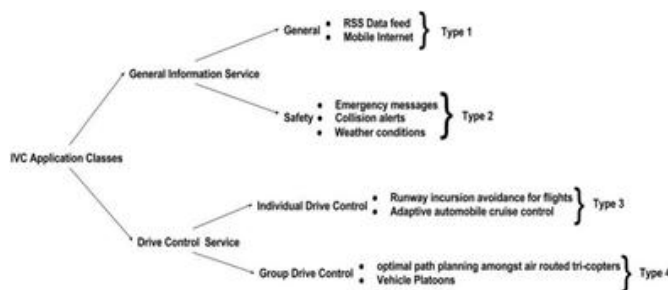 General
• RSS Data feed
• Mobile Internet
Type 1
General Information Service
Safety
• Emergency messages
• Collision alerts
• Weather conditions
Type 2
IVC Application Classes
Individual Drive Control
• Runway incursion avoidance for flights
• Adaptive automobile cruise control
Type 3
Drive Control Service
Group Drive Control
• optimal path planning amongst air routed tri-copters
• Vehicle Platoons
Type 4